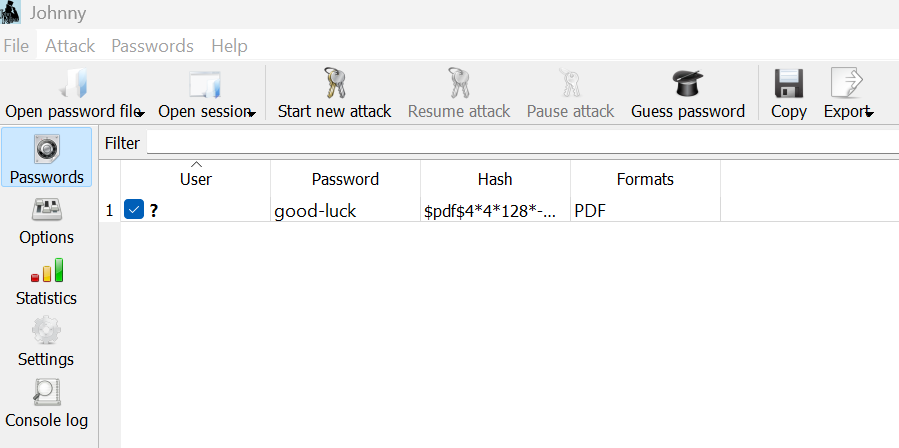 Johnny
File Attack Passwords Help
Open password file Open session Start new attack Resume attack Pause attack Guess password Copy Export
Passwords
Options
Statistics
Settings
Console log
Filter
User Password Hash Formats
1 ? good-luck $pdf$4*4*128*-... PDF